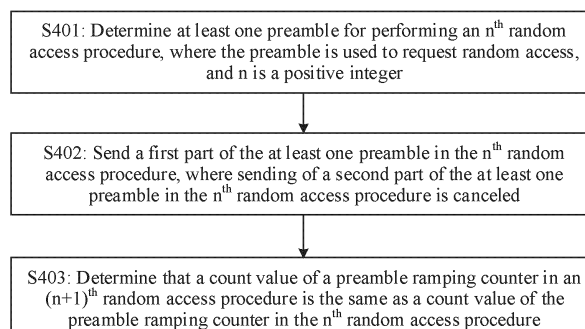 S401: Determine at least one preamble for performing an nth random
access procedure, where the preamble is used to request random access,
and n is a positive integer
S402: Send a first part of the at least one preamble in the nth random
access procedure, where sending of a second part of the at least one
preamble in the nth random access procedure is canceled
S403: Determine that a count value of a preamble ramping counter in an
(n+1)th random access procedure is the same as a count value of the
preamble ramping counter in the nth random access procedure